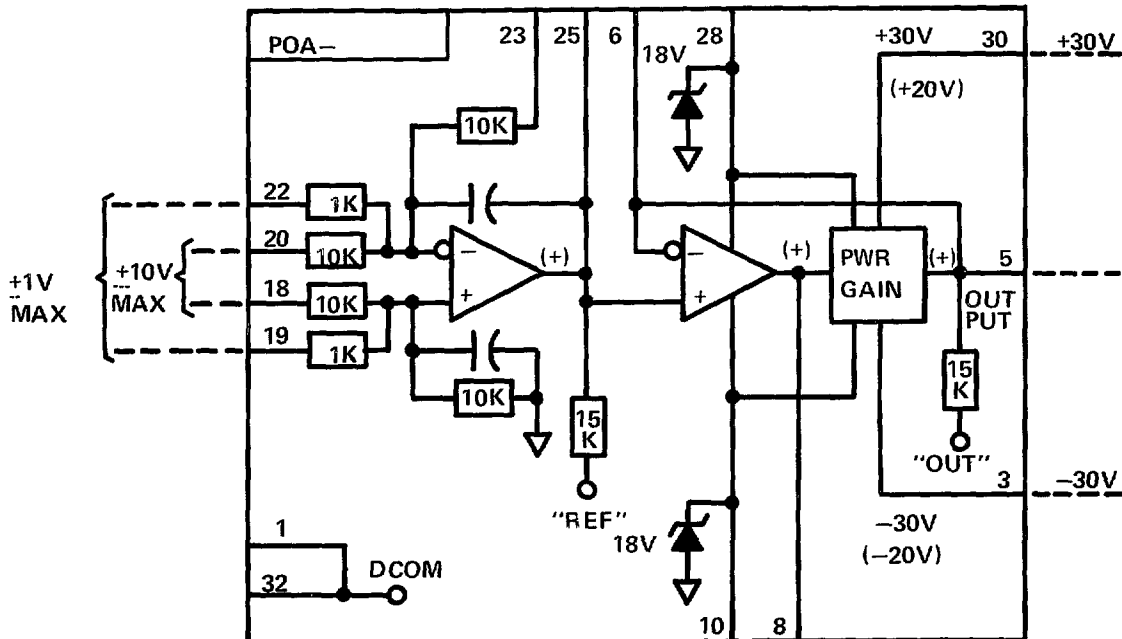 POA–
23
25
6
28
+30V
30
+30V
18V
(+20V)
10K
22
1K
20
10K
+1V
MAX
+10V
MAX
18
10K
19
1K
10K
–
+
(+)
–
+
(+)
PWR
GAIN
(+)
5
OUT
PUT
15
K
"OUT"
15
K
"REF"
3
–30V
–30V
(–20V)
18V
1
32
DCOM
10
8